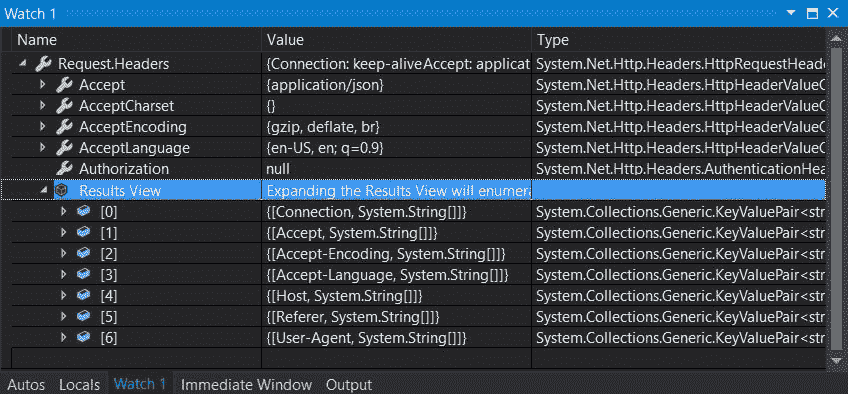 Watch 1
Name Value Type
Request.Headers {Connection: keep-aliveAccept: applicat System.Net.Http.Headers.HttpRequestHeade
Accept {application/json} System.Net.Http.Headers.HttpHeaderValueC
AcceptCharset {} System.Net.Http.Headers.HttpHeaderValueC
AcceptEncoding {gzip, deflate, br} System.Net.Http.Headers.HttpHeaderValueC
AcceptLanguage {en-US, en; q=0.9} System.Net.Http.Headers.HttpHeaderValueC
Authorization null System.Net.Http.Headers.AuthenticationHea
Results View Expanding the Results View will enumera
[0] {[Connection, System.String[]]} System.Collections.Generic.KeyValuePair<str
[1] {[Accept, System.String[]]} System.Collections.Generic.KeyValuePair<str
[2] {[Accept-Encoding, System.String[]]} System.Collections.Generic.KeyValuePair<str
[3] {[Accept-Language, System.String[]]} System.Collections.Generic.KeyValuePair<str
[4] {[Host, System.String[]]} System.Collections.Generic.KeyValuePair<str
[5] {[Referer, System.String[]]} System.Collections.Generic.KeyValuePair<str
[6] {[User-Agent, System.String[]]} System.Collections.Generic.KeyValuePair<str
Autos Locals Watch 1 Immediate Window Output